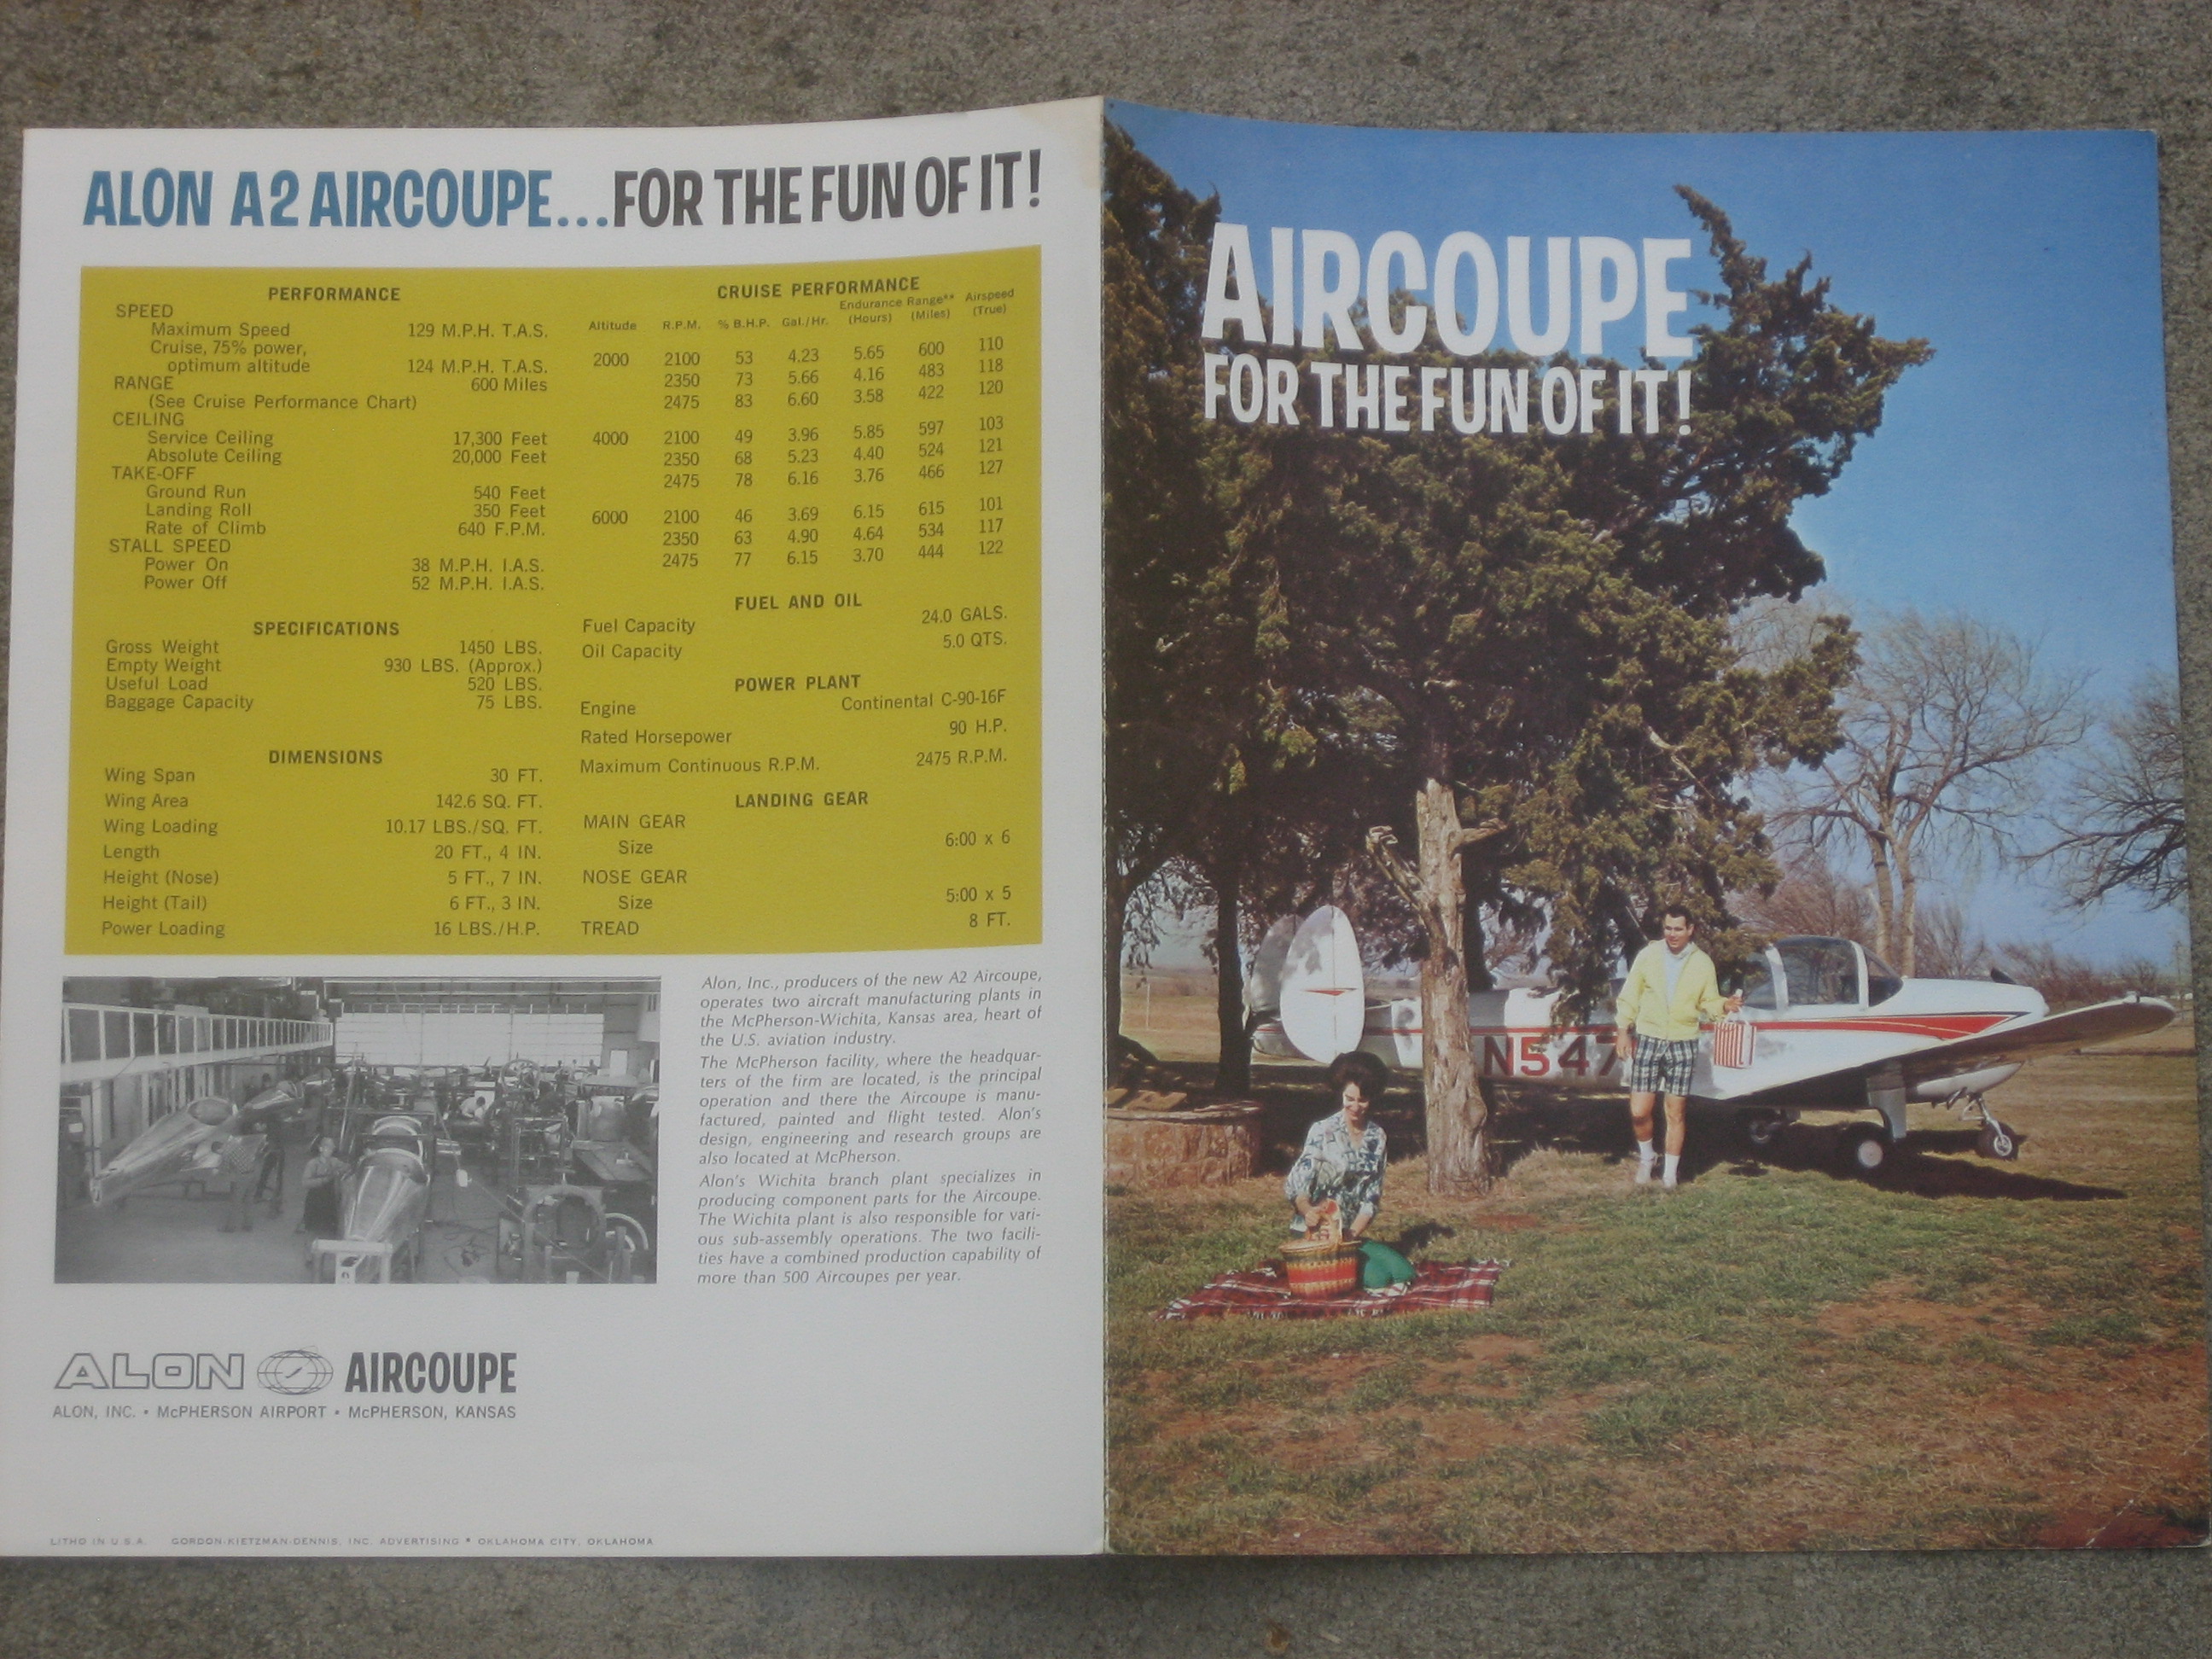 ALON A2 AIRCOUPE...FOR THE FUN OF IT!
PERFORMANCE
SPEED
Maximum Speed 129 M.P.H. T.A.S.
Cruise, 75% power,
optimum altitude 124 M.P.H. T.A.S.
RANGE 600 Miles
(See Cruise Performance Chart)
CEILING
Service Ceiling 17,300 Feet
Absolute Ceiling 20,000 Feet
TAKE-OFF
Ground Run 540 Feet
Landing Roll 350 Feet
Rate of Climb 640 F.P.M.
STALL SPEED
Power On 38 M.P.H. I.A.S.
Power Off 52 M.P.H. I.A.S.
SPECIFICATIONS
Gross Weight 1450 LBS.
Empty Weight 930 LBS. (Approx.)
Useful Load 520 LBS.
Baggage Capacity 75 LBS.
DIMENSIONS
Wing Span 30 FT.
Wing Area 142.6 SQ. FT.
Wing Loading 10.17 LBS./SQ. FT.
Length 20 FT., 4 IN.
Height (Nose) 5 FT., 7 IN.
Height (Tail) 6 FT., 3 IN.
Power Loading 16 LBS./H.P.
CRUISE PERFORMANCE
Altitude R.P.M. % B.H.P. Gal./Hr. Endurance (Hours) Range** (Miles) Airspeed (True)
2000 2100 53 4.23 5.65 600 110
2350 73 5.66 4.16 483 118
2475 83 6.60 3.58 422 120
4000 2100 49 3.96 5.85 597 103
2350 68 5.23 4.40 524 121
2475 78 6.16 3.76 466 127
6000 2100 46 3.69 6.15 615 101
2350 63 4.90 4.64 534 117
2475 77 6.15 3.70 444 122
FUEL AND OIL
Fuel Capacity 24.0 GALS.
Oil Capacity 5.0 QTS.
POWER PLANT
Engine Continental C-90-16F
Rated Horsepower 90 H.P.
Maximum Continuous R.P.M. 2475 R.P.M.
LANDING GEAR
MAIN GEAR
Size 6:00 x 6
NOSE GEAR
Size 5:00 x 5
TREAD 8 FT.
Alon, Inc., producers of the new A2 Aircoupe,
operates two aircraft manufacturing plants in
the McPherson-Wichita, Kansas area, heart of
the U.S. aviation industry.
The McPherson facility, where the headquar-
ters of the firm are located, is the principal
operation and there the Aircoupe is manu-
factured, painted and flight tested. Alon's
design, engineering and research groups are
also located at McPherson.
Alon's Wichita branch plant specializes in
producing component parts for the Aircoupe.
The Wichita plant is also responsible for vari-
ous sub-assembly operations. The two facili-
ties have a combined production capability of
more than 500 Aircoupes per year.
ALON AIRCOUPE
ALON, INC. • McPHERSON AIRPORT • McPHERSON, KANSAS
LITHO IN U.S.A. GORDON-KIETZMAN-DENNIS, INC. ADVERTISING • OKLAHOMA CITY, OKLAHOMA
AIRCOUPE
FOR THE FUN OF IT!
N547